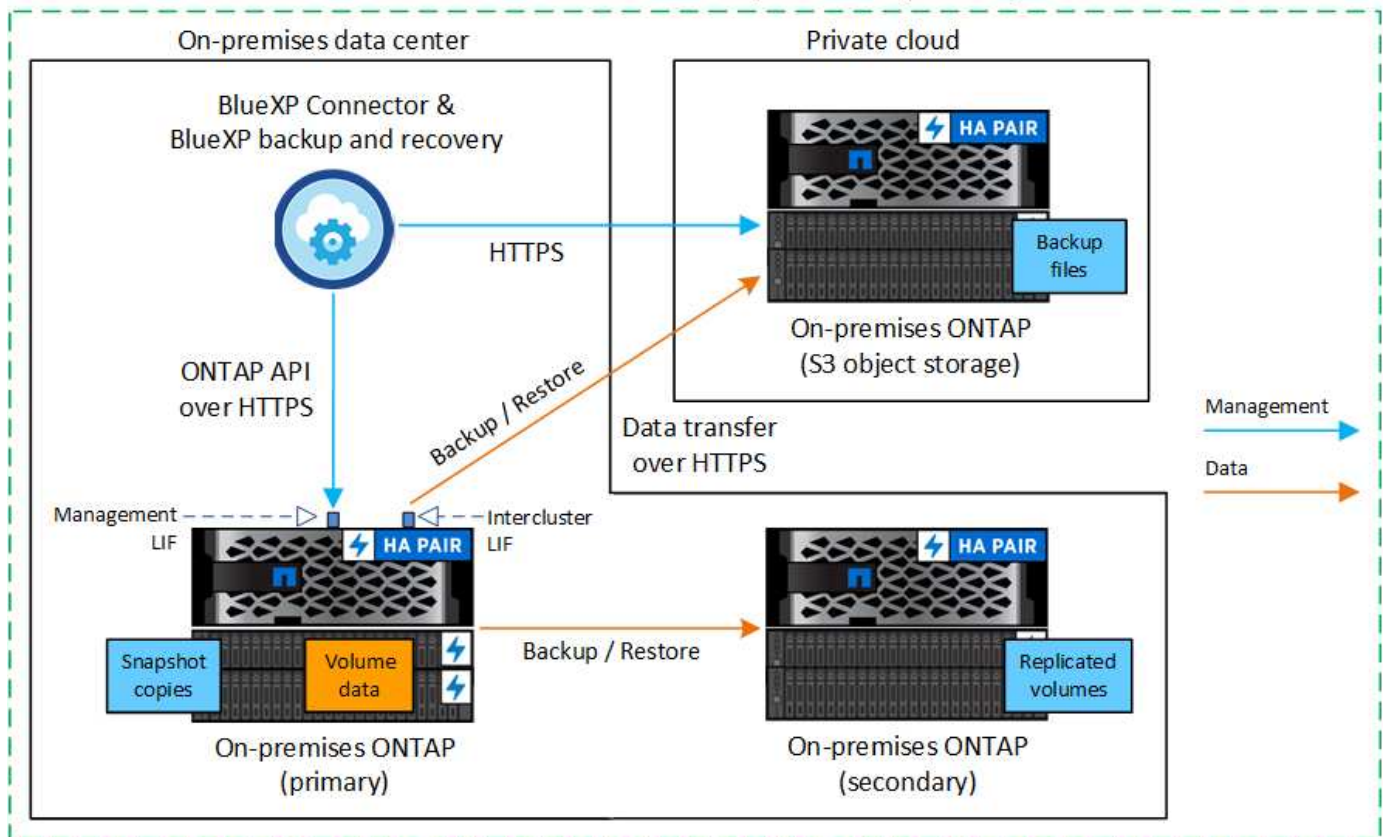 On-premises data center
Private cloud
BlueXP Connector &
BlueXP backup and recovery
HA PAIR
HTTPS
Backup
files
On-premises ONTAP
(S3 object storage)
ONTAP API
over HTTPS
Backup / Restore
Data transfer
over HTTPS
Management
Data
Management
LIF
Intercluster
LIF
HA PAIR
HA PAIR
Snapshot
copies
Volume
data
Backup / Restore
Replicated
volumes
On-premises ONTAP
(primary)
On-premises ONTAP
(secondary)